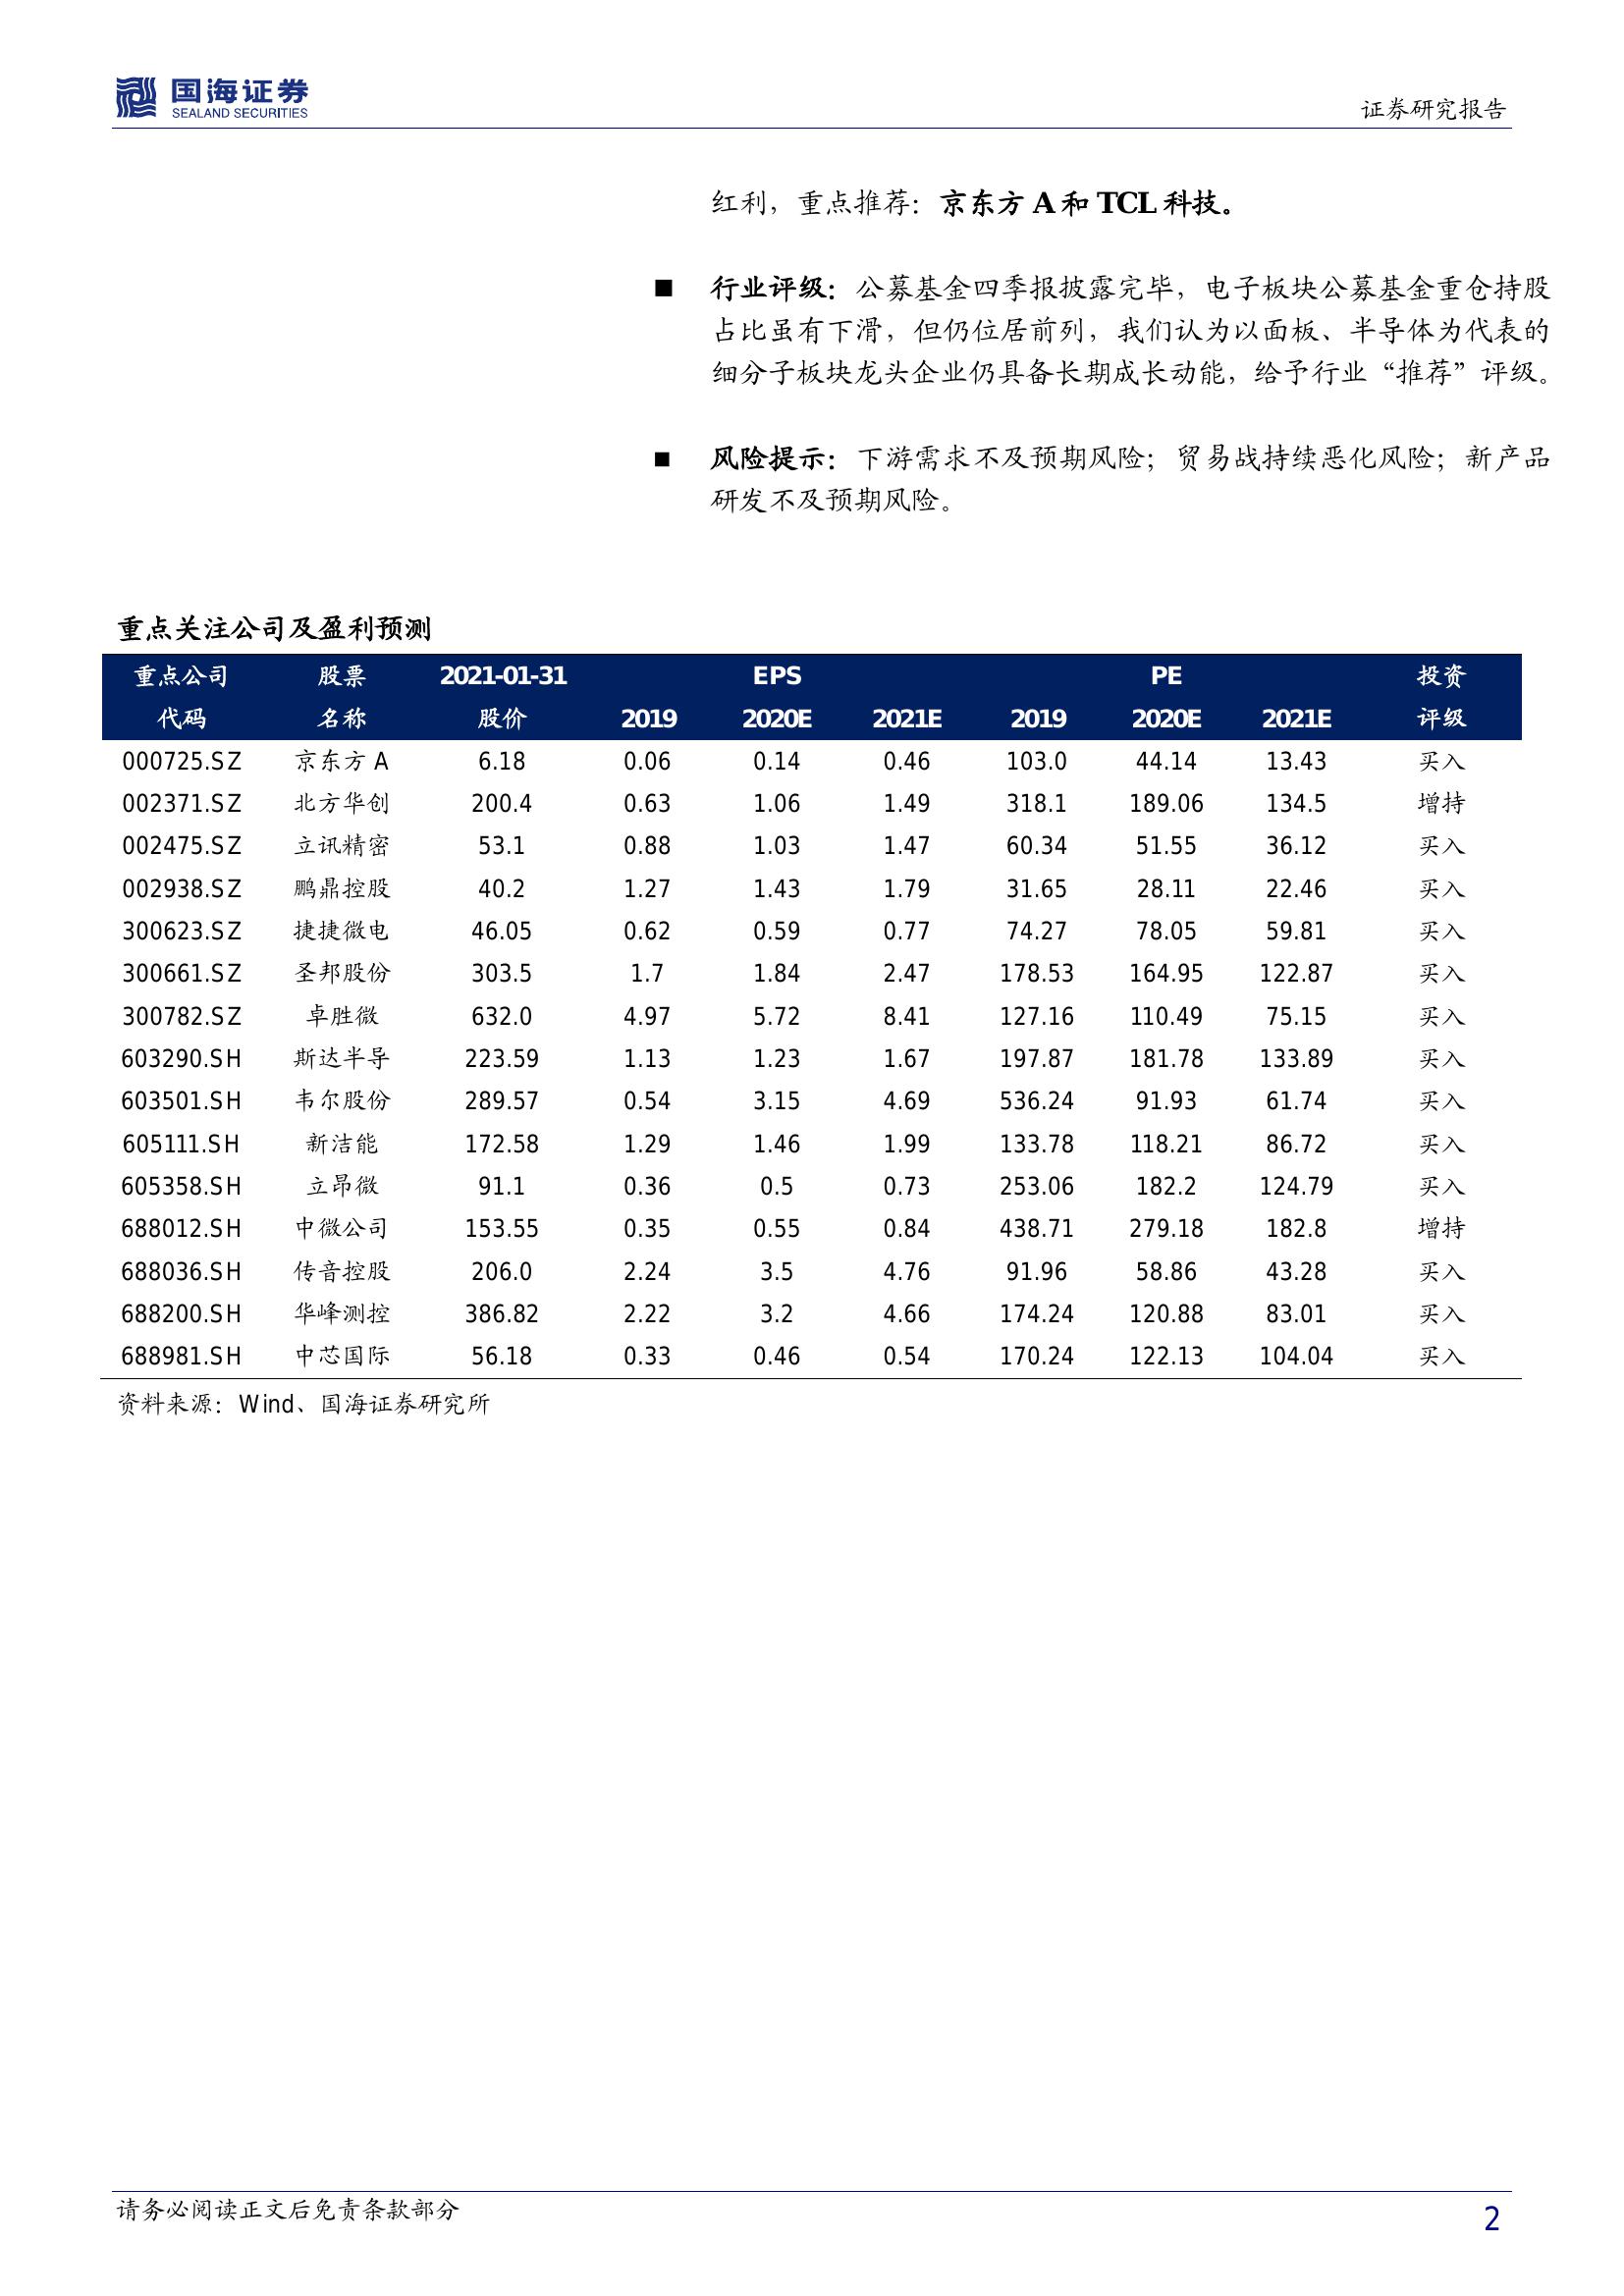 国海证券
SEALAND SECURITIES
证券研究报告
红利，重点推荐：京东方 A 和 TCL 科技。
■ 行业评级：公募基金四季报披露完毕，电子板块公募基金重仓持股
占比虽有下滑，但仍位居前列，我们认为以面板、半导体为代表的
细分子板块龙头企业仍具备长期成长动能，给予行业“推荐”评级。
■ 风险提示：下游需求不及预期风险；贸易战持续恶化风险；新产品
研发不及预期风险。
重点关注公司及盈利预测
重点公司 股票 2021-01-31 EPS PE 投资
代码 名称 股价 2019 2020E 2021E 2019 2020E 2021E 评级
000725.SZ 京东方 A 6.18 0.06 0.14 0.46 103.0 44.14 13.43 买入
002371.SZ 北方华创 200.4 0.63 1.06 1.49 318.1 189.06 134.5 增持
002475.SZ 立讯精密 53.1 0.88 1.03 1.47 60.34 51.55 36.12 买入
002938.SZ 鹏鼎控股 40.2 1.27 1.43 1.79 31.65 28.11 22.46 买入
300623.SZ 捷捷微电 46.05 0.62 0.59 0.77 74.27 78.05 59.81 买入
300661.SZ 圣邦股份 303.5 1.7 1.84 2.47 178.53 164.95 122.87 买入
300782.SZ 卓胜微 632.0 4.97 5.72 8.41 127.16 110.49 75.15 买入
603290.SH 斯达半导 223.59 1.13 1.23 1.67 197.87 181.78 133.89 买入
603501.SH 韦尔股份 289.57 0.54 3.15 4.69 536.24 91.93 61.74 买入
605111.SH 新洁能 172.58 1.29 1.46 1.99 133.78 118.21 86.72 买入
605358.SH 立昂微 91.1 0.36 0.5 0.73 253.06 182.2 124.79 买入
688012.SH 中微公司 153.55 0.35 0.55 0.84 438.71 279.18 182.8 增持
688036.SH 传音控股 206.0 2.24 3.5 4.76 91.96 58.86 43.28 买入
688200.SH 华峰测控 386.82 2.22 3.2 4.66 174.24 120.88 83.01 买入
688981.SH 中芯国际 56.18 0.33 0.46 0.54 170.24 122.13 104.04 买入
资料来源：Wind、国海证券研究所
请务必阅读正文后免责条款部分
2